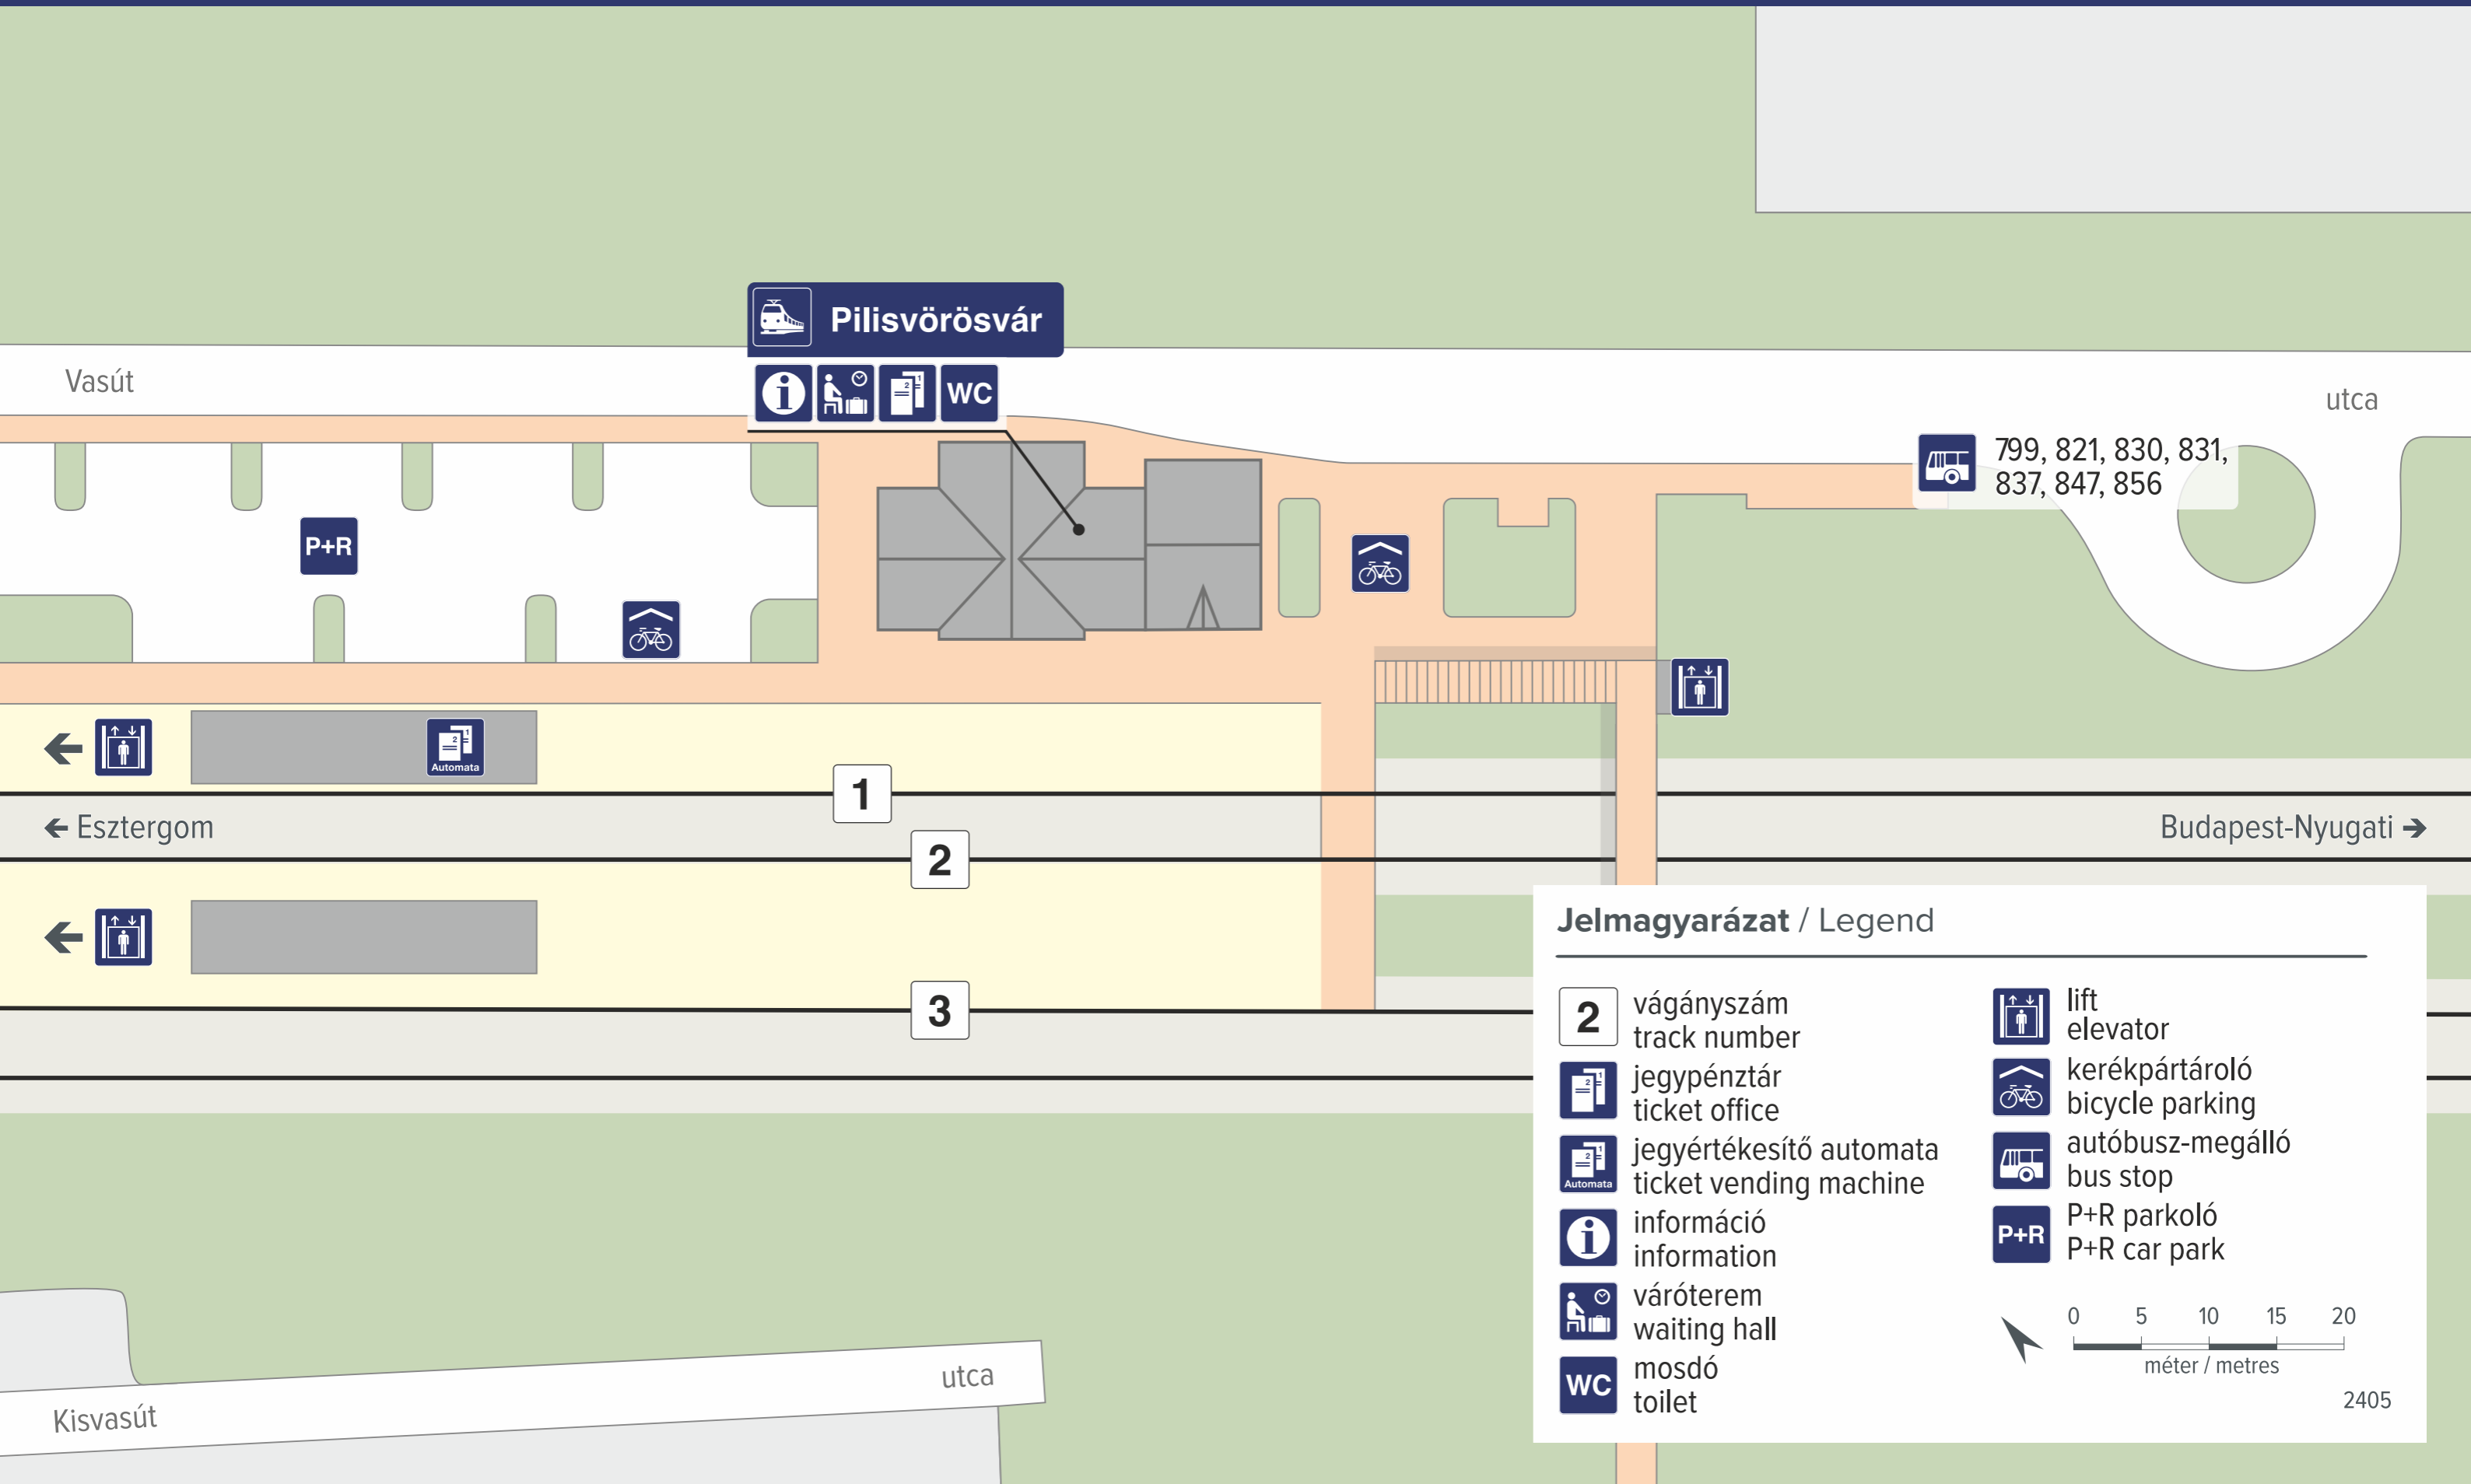 Pilisvörösvár
Vasút
WC
utca
799, 821, 830, 831,
837, 847, 856
P+R
Automata
1
← Esztergom
Budapest-Nyugati →
2
3
Jelmagyarázat / Legend
2
vágányszám
track number
jegypénztár
ticket office
Automata
jegyértékesítő automata
ticket vending machine
információ
information
váróterem
waiting hall
WC
mosdó
toilet
lift
elevator
kerékpártároló
bicycle parking
autóbusz-megálló
bus stop
P+R
P+R parkoló
P+R car park
0 5 10 15 20
méter / metres
2405
Kisvasút
utca